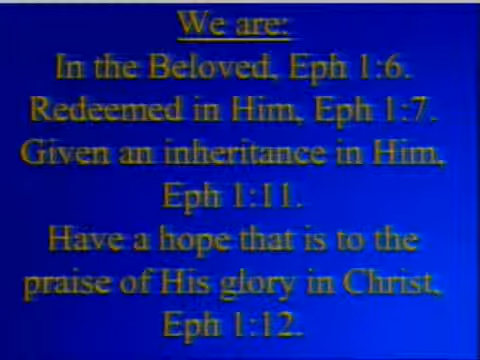 We are:
In the Beloved, Eph 1:6.
Redeemed in Him, Eph 1:7.
Given an inheritance in Him,
Eph 1:11.
Have a hope that is to the
praise of His glory in Christ,
Eph 1:12.